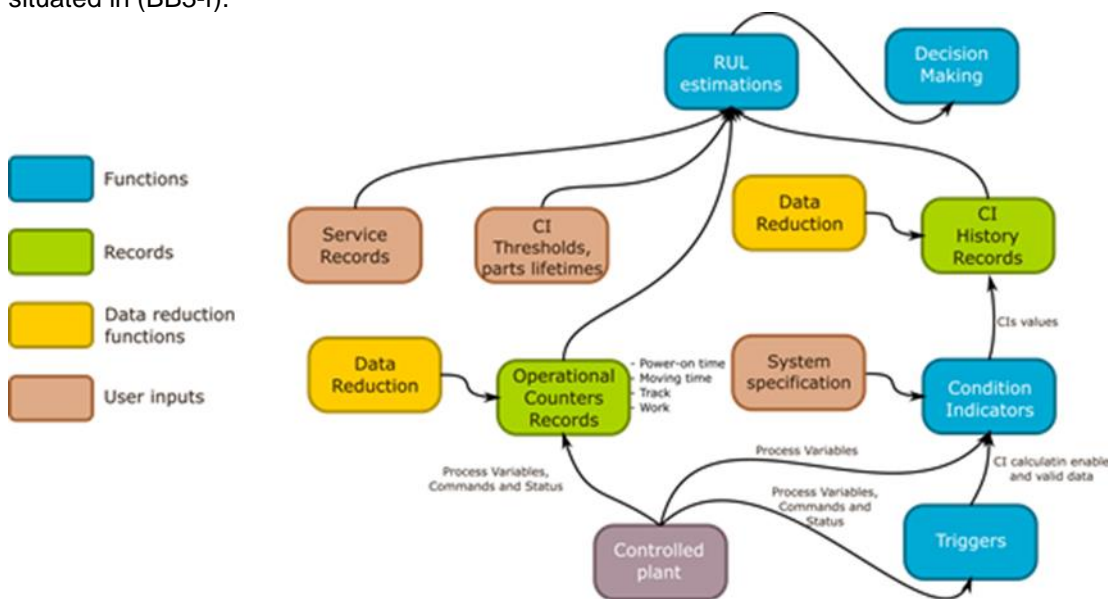 situated in (BB3-I).
RUL
estimations
Decision
Making
Functions
Records
Data reduction
functions
User inputs
Service
Records
CI
Thresholds,
parts lifetimes
Data
Reduction
CI
History
Records
CIs values
Data
Reduction
Operational
Counters
Records
- Power-on time
- Moving time
- Track
- Work
System
specification
Condition
Indicators
Process Variables,
Commands and Status
Process Variables
CI calculatin enable
and valid data
Process Variables,
Commands and
Status
Controlled
plant
Triggers